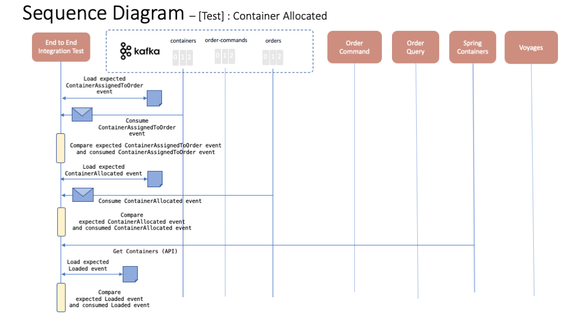 Sequence Diagram – [Test] : Container Allocated
End to End
Integration Test
kafka
containers
order-commands
orders
Order
Command
Order
Query
Spring
Containers
Voyages
Load expected
ContainerAssignedToOrder
event
Consume
ContainerAssignedToOrder
event
Compare expected ContainerAssignedToOrder event
and consumed ContainerAssignedToOrder event
Load expected
ContainerAllocated event
Consume ContainerAllocated event
Compare
expected ContainerAllocated event
and consumed ContainerAllocated event
Get Containers (API)
Load expected
Loaded event
Compare
expected Loaded event
and consumed Loaded event